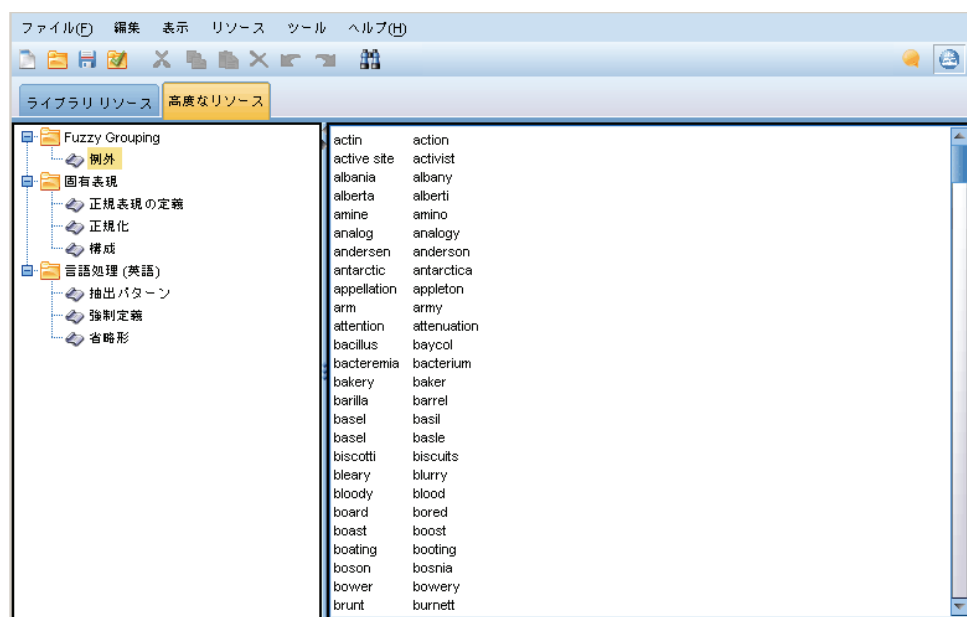 ファイル(F) 編集 表示 リソース ツール ヘルプ(H)
ライブラリ リソース 高度なリソース
Fuzzy Grouping
例外
固有表現
正規表現の定義
正規化
構成
言語処理 (英語)
抽出パターン
強制定義
省略形
actin action
active site activist
albania albany
alberta alberti
amine amino
analog analogy
andersen anderson
antarctic antarctica
appellation appleton
arm army
attention attenuation
bacillus baycol
bacteremia bacterium
bakery baker
barilla barrel
basel basil
basel basle
biscotti biscuits
bleary blurry
bloody blood
board bored
boast boost
boating booting
boson bosnia
bower bowery
brunt burnett